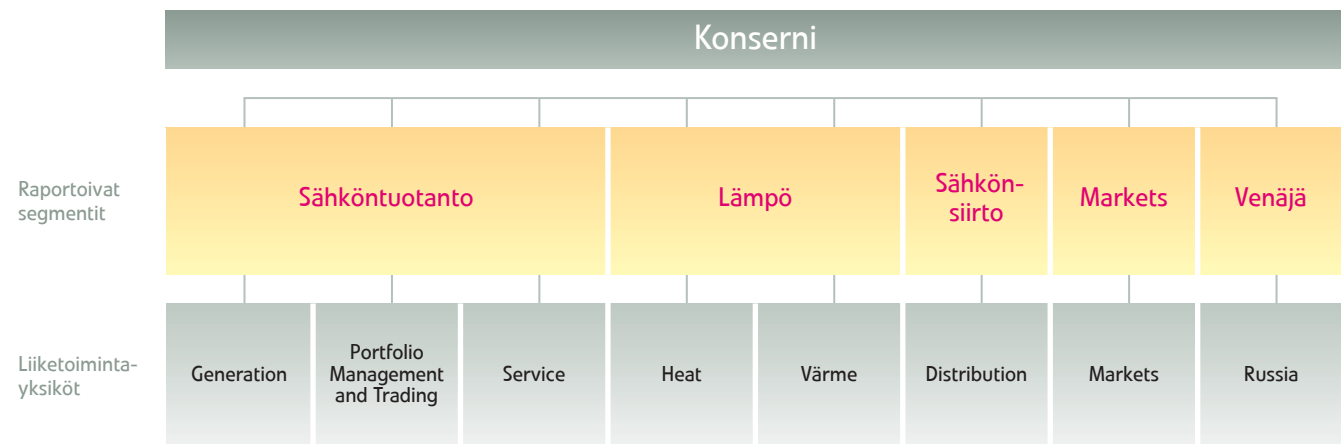 Konserni
Raportoivat
segmentit
Sähköntuotanto
Lämpö
Sähkön-
siirto
Markets
Venäjä
Liiketoiminta-
yksiköt
Generation
Portfolio
Management
and Trading
Service
Heat
Värme
Distribution
Markets
Russia